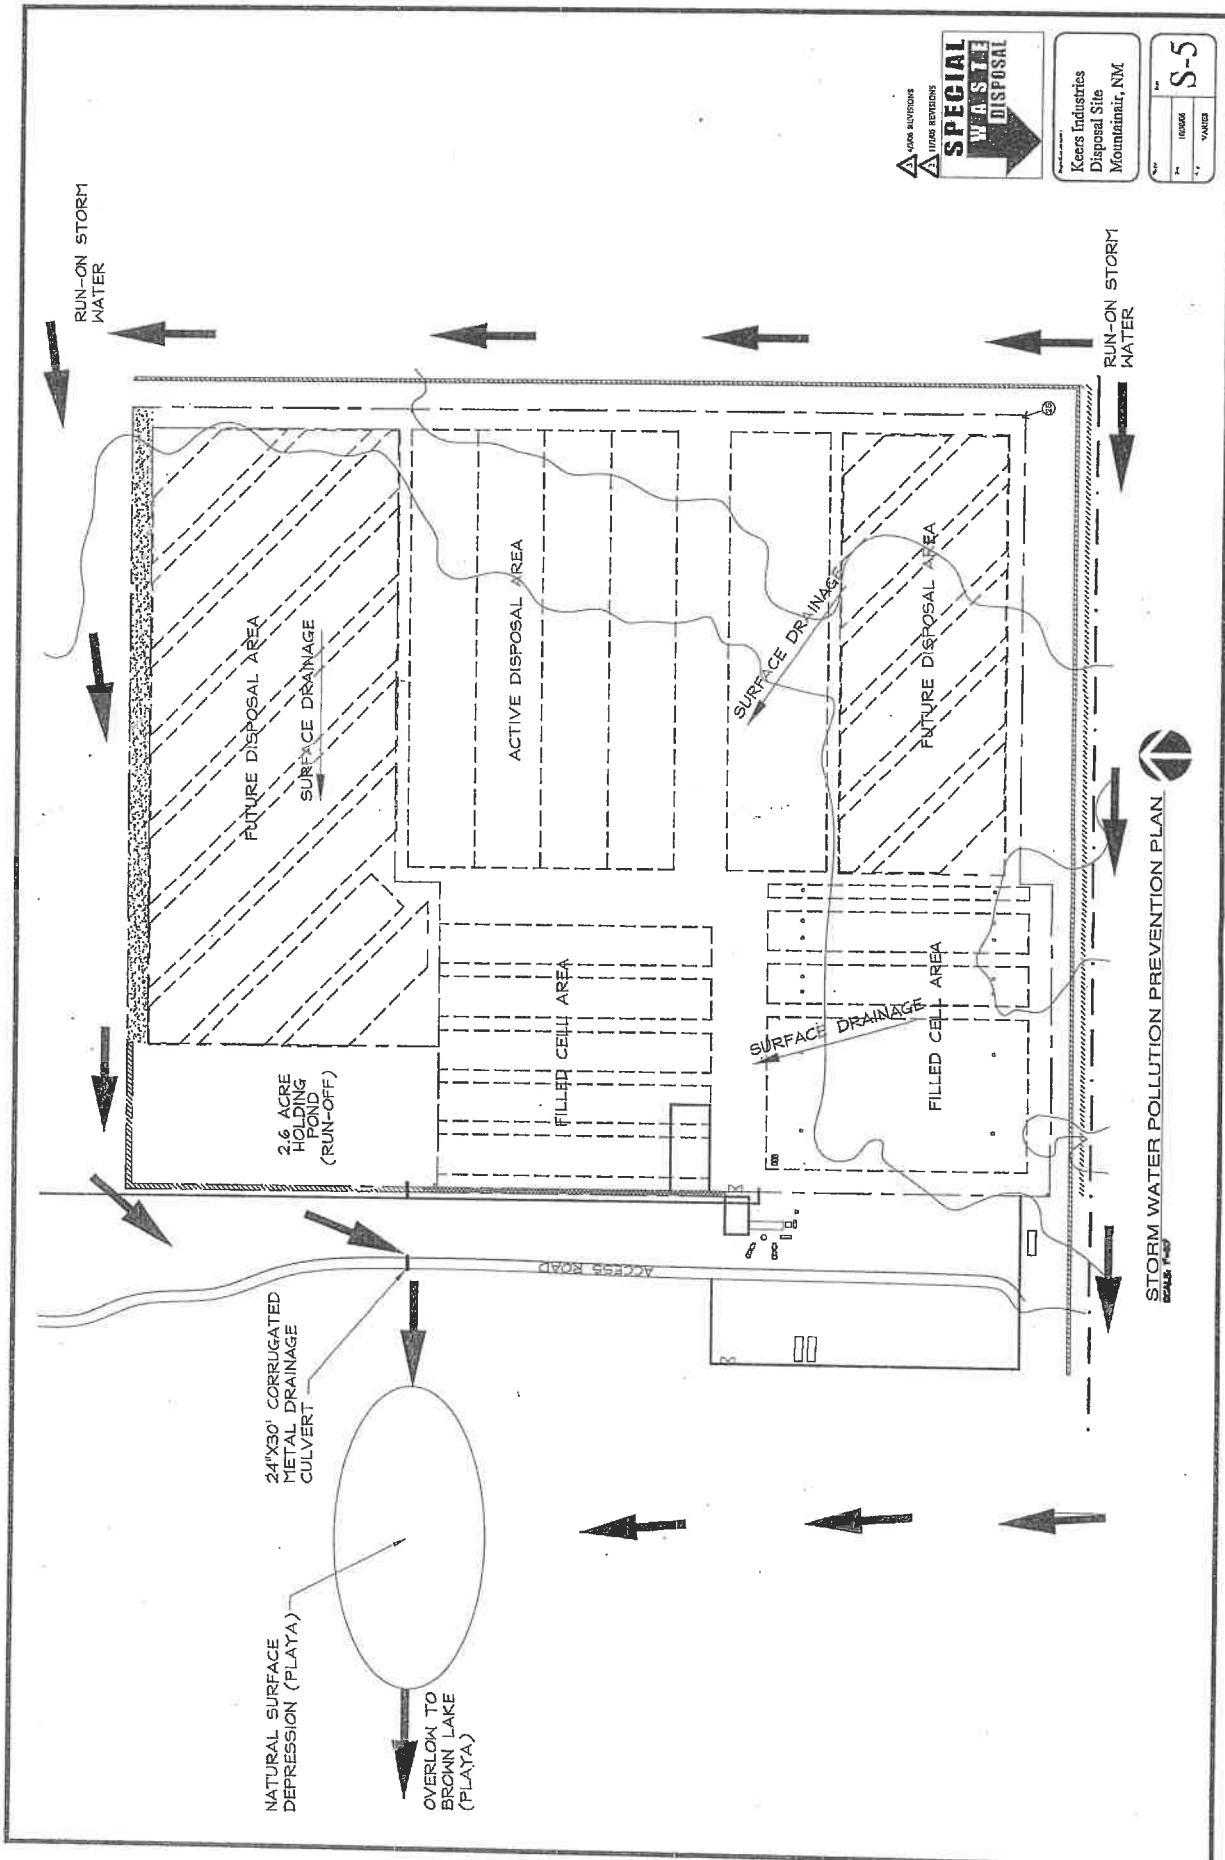 RUN-ON STORM
WATER
RUN-ON STORM
WATER
FUTURE DISPOSAL AREA
SURFACE DRAINAGE
ACTIVE DISPOSAL AREA
SURFACE DRAINAGE
FUTURE DISPOSAL AREA
2.6 ACRE
HOLDING
POND
(RUN-OFF)
FILLED CELL AREA
SURFACE DRAINAGE
FILLED CELL AREA
ACCESS ROAD
24"X30' CORRUGATED
METAL DRAINAGE
CULVERT
NATURAL SURFACE
DEPRESSION (PLAYA)
OVERLOW TO
BROWN LAKE
(PLAYA)
STORM WATER POLLUTION PREVENTION PLAN
REVISIONS
REVISIONS
SPECIAL
WASTE
DISPOSAL
Keers Industries
Disposal Site
Mountainair, NM
VARIES
S-5